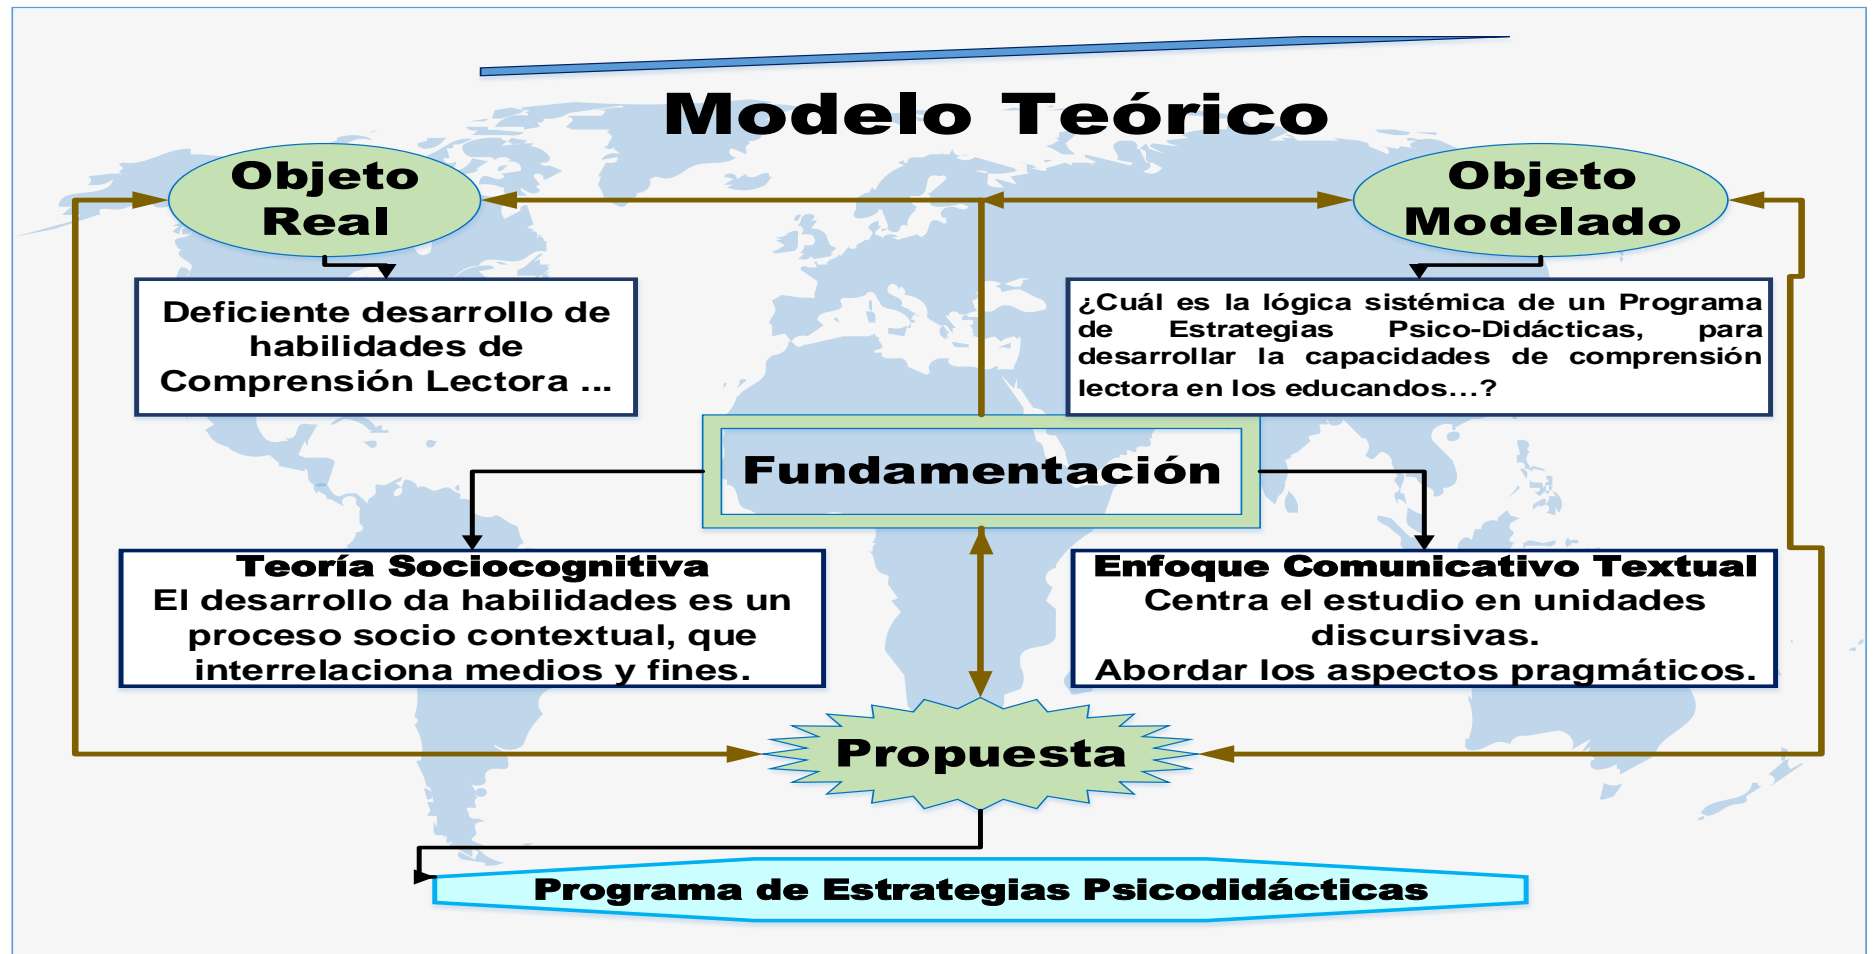 Modelo Teórico
Objeto
Real
Objeto
Modelado
Deficiente desarrollo de
habilidades de
Comprensión Lectora ...
¿Cuál es la lógica sistémica de un Programa
de Estrategias Psico-Didácticas, para
desarrollar la capacidades de comprensión
lectora en los educandos...?
Fundamentación
Teoría Sociocognitiva
El desarrollo da habilidades es un
proceso socio contextual, que
interrelaciona medios y fines.
Enfoque Comunicativo Textual
Centra el estudio en unidades
discursivas.
Abordar los aspectos pragmáticos.
Propuesta
Programa de Estrategias Psicodidácticas